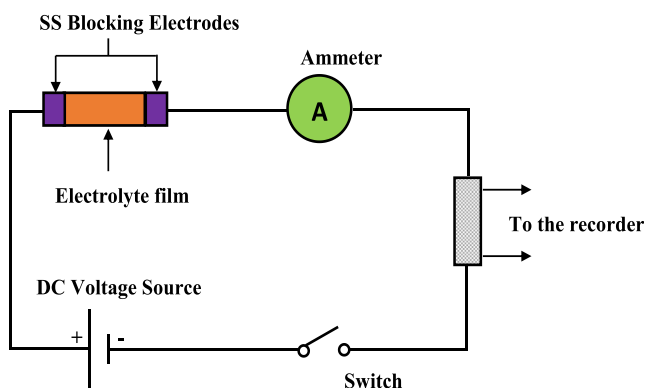 SS Blocking Electrodes
Ammeter
A
Electrolyte film
To the recorder
DC Voltage Source
+ -
Switch